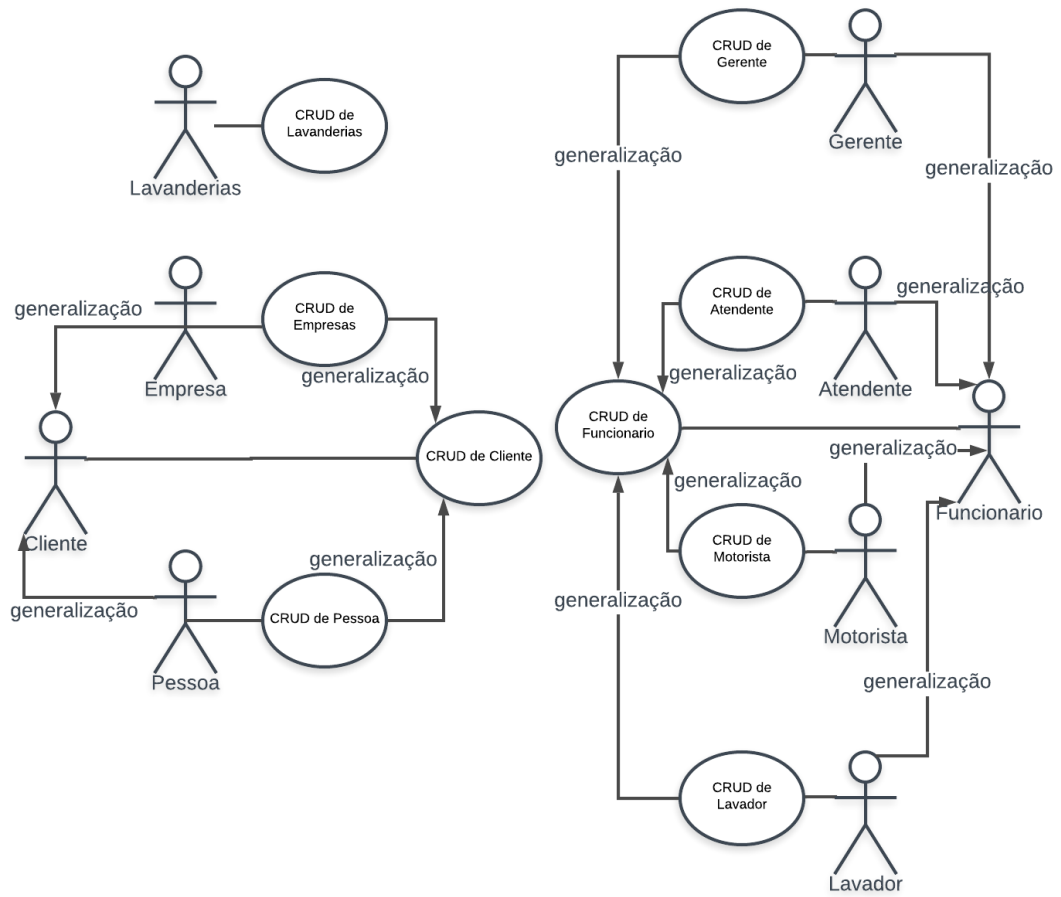 CRUD de
Lavanderias
Lavanderias
generalização
CRUD de
Empresas
Empresa
generalização
CRUD de Cliente
Cliente
generalização
generalização
CRUD de Pessoa
Pessoa
CRUD de
Gerente
Gerente
generalização
generalização
CRUD de
Atendente
generalização
Atendente
generalização
CRUD de
Funcionario
generalização
Funcionario
generalização
CRUD de
Motorista
Motorista
generalização
generalização
CRUD de
Lavador
Lavador